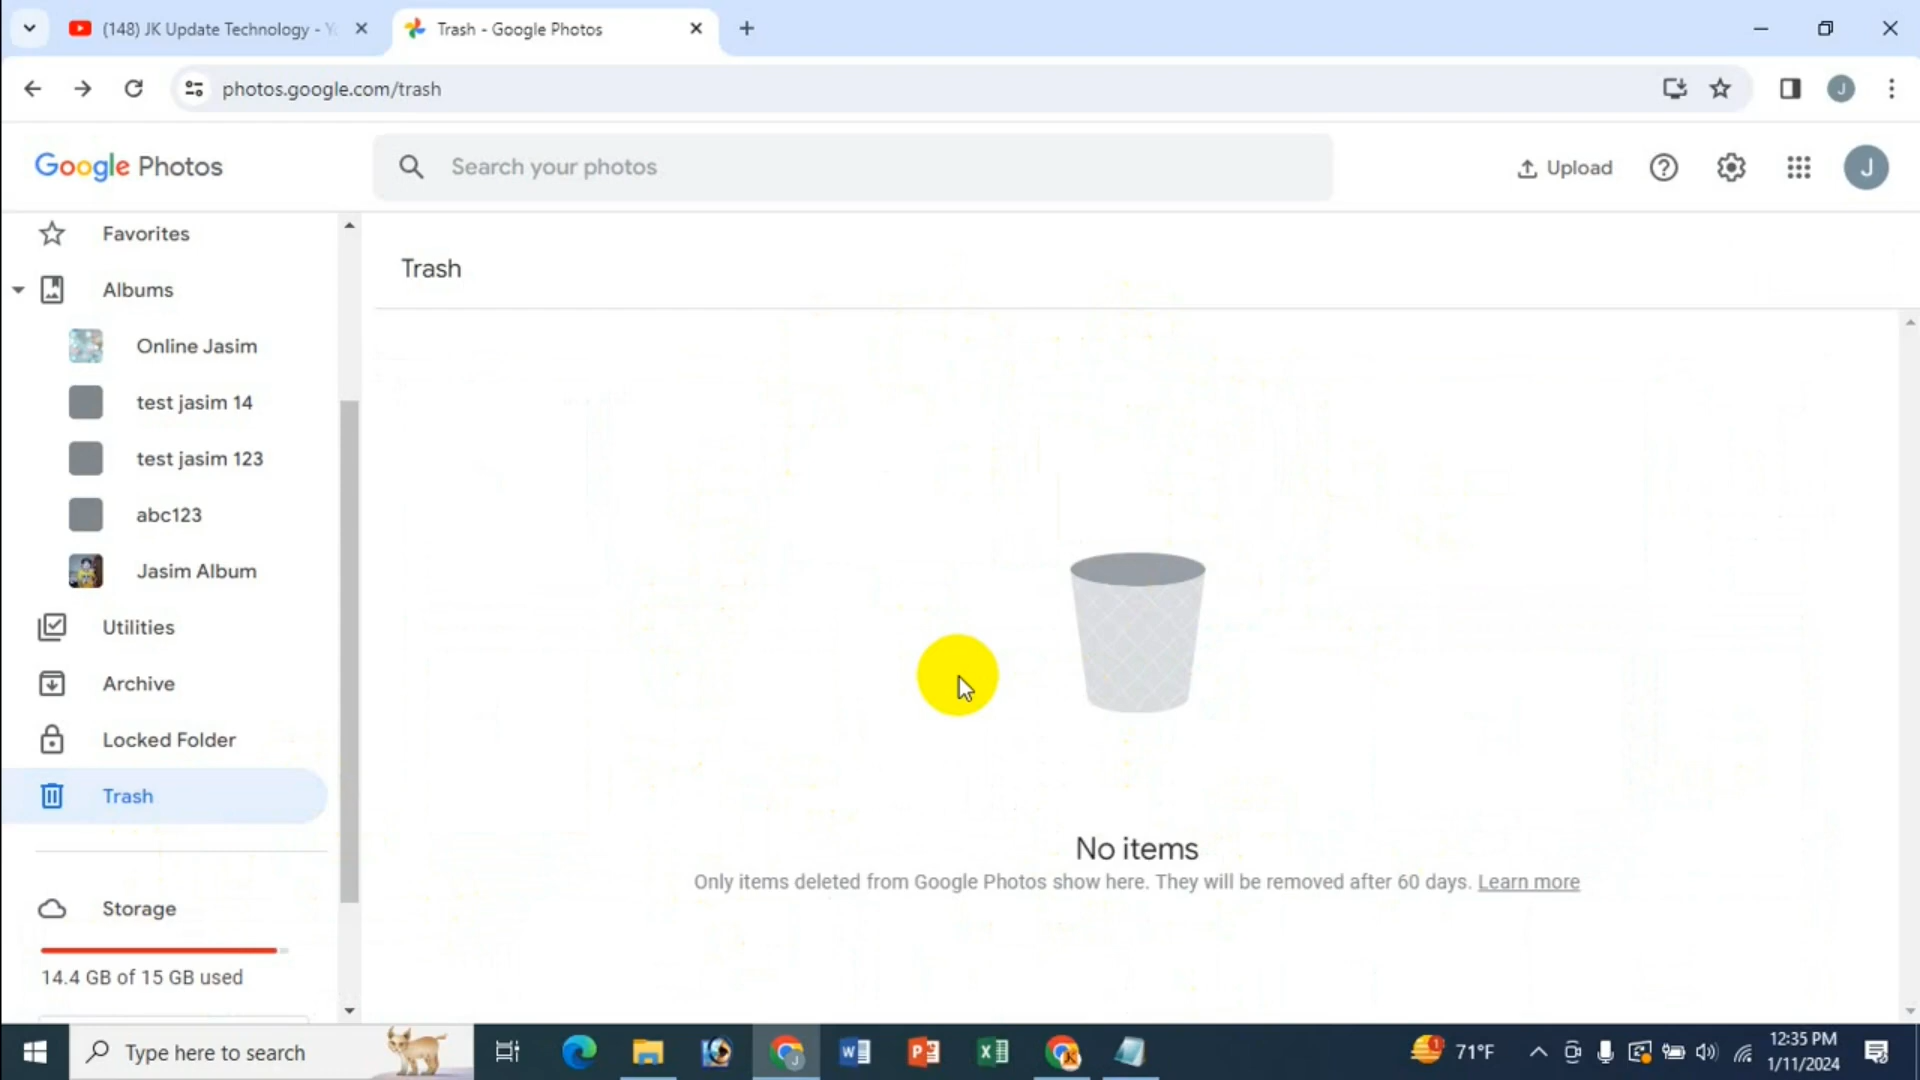 (148) JK Update Technology - Y
Trash - Google Photos
photos.google.com/trash
J
Google Photos
Search your photos
Upload
J
Favorites
Albums
Online Jasim
test jasim 14
test jasim 123
abc123
Jasim Album
Utilities
Archive
Locked Folder
Trash
Storage
14.4 GB of 15 GB used
Trash
No items
Only items deleted from Google Photos show here. They will be removed after 60 days. Learn more
Type here to search
71°F
12:35 PM
1/11/2024